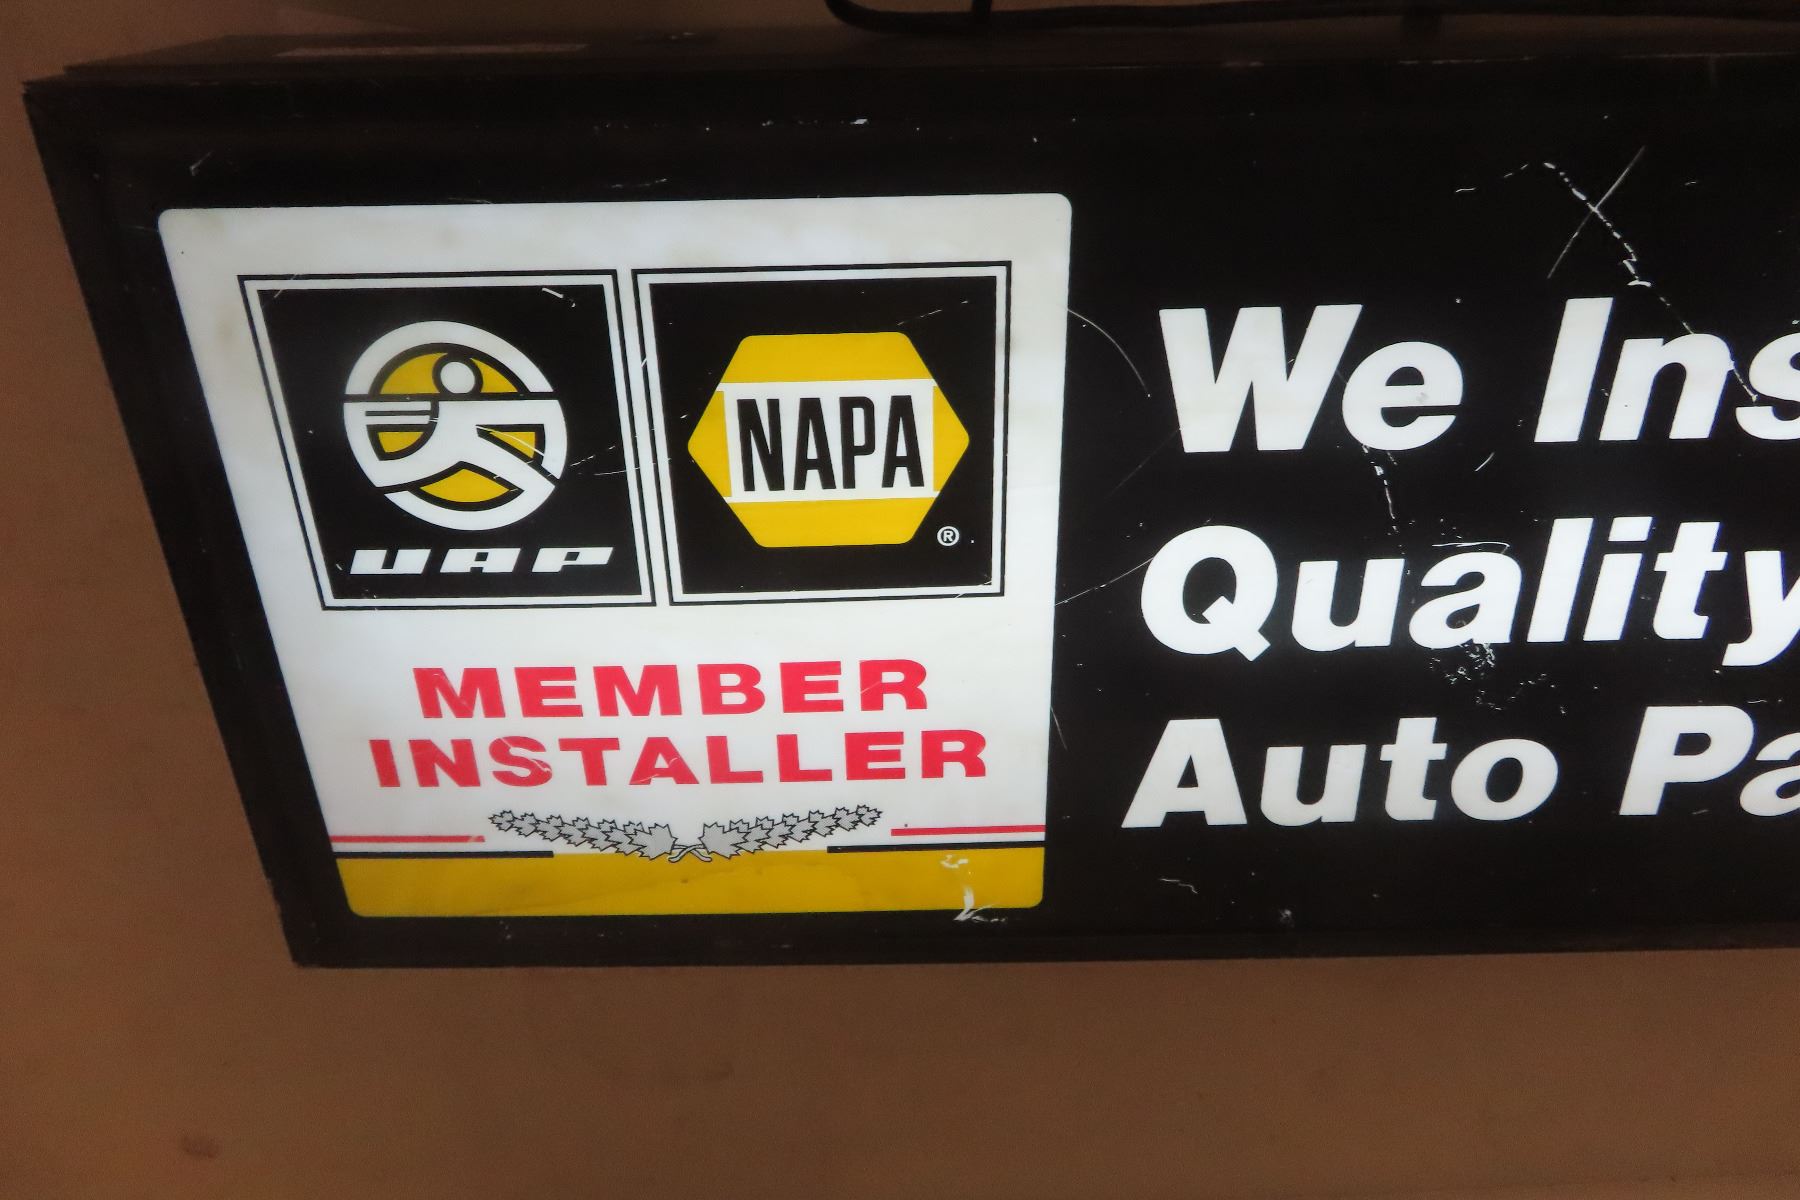 UAP
NAPA
®
MEMBER
INSTALLER
We Ins
Quality
Auto Pa